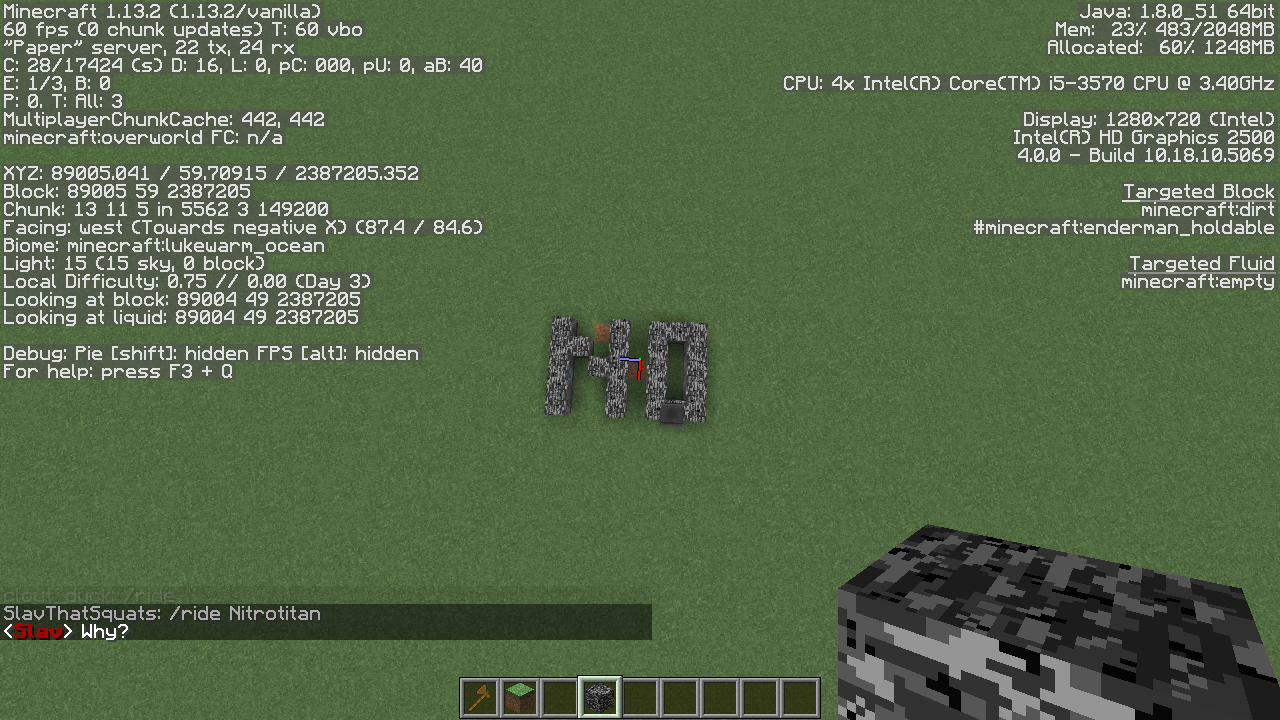 Minecraft 1.13.2 (1.13.2/vanilla)
60 fps (0 chunk updates) T: 60 vbo
"Paper" server, 22 tx, 24 rx
C: 28/17424 (s) D: 16, L: 0, pC: 000, pU: 0, aB: 40
E: 1/3, B: 0
P: 0. T: All: 3
MultiplayerChunkCache: 442, 442
minecraft:overworld FC: n/a
XYZ: 89005.041 / 59.70915 / 2387205.352
Block: 89005 59 2387205
Chunk: 13 11 5 in 5562 3 149200
Facing: west (Towards negative X) (87.4 / 84.6)
Biome: minecraft:lukewarm_ocean
Light: 15 (15 sky, 0 block)
Local Difficulty: 0.75 // 0.00 (Day 3)
Looking at block: 89004 49 2387205
Looking at liquid: 89004 49 2387205
Debug: Pie [shift]: hidden FPS [alt]: hidden
For help: press F3 + Q
Java: 1.8.0_51 64bit
Mem: 23% 483/2048MB
Allocated: 60% 1248MB
CPU: 4x Intel(R) Core(TM) i5-3570 CPU @ 3.40GHz
Display: 1280x720 (Intel)
Intel(R) HD Graphics 2500
4.0.0 - Build 10.18.10.5069
Targeted Block
minecraft:dirt
#minecraft:enderman_holdable
Targeted Fluid
minecraft:empty
NO
SlavThatSquats: /ride Nitrotitan
<Slav> Why?